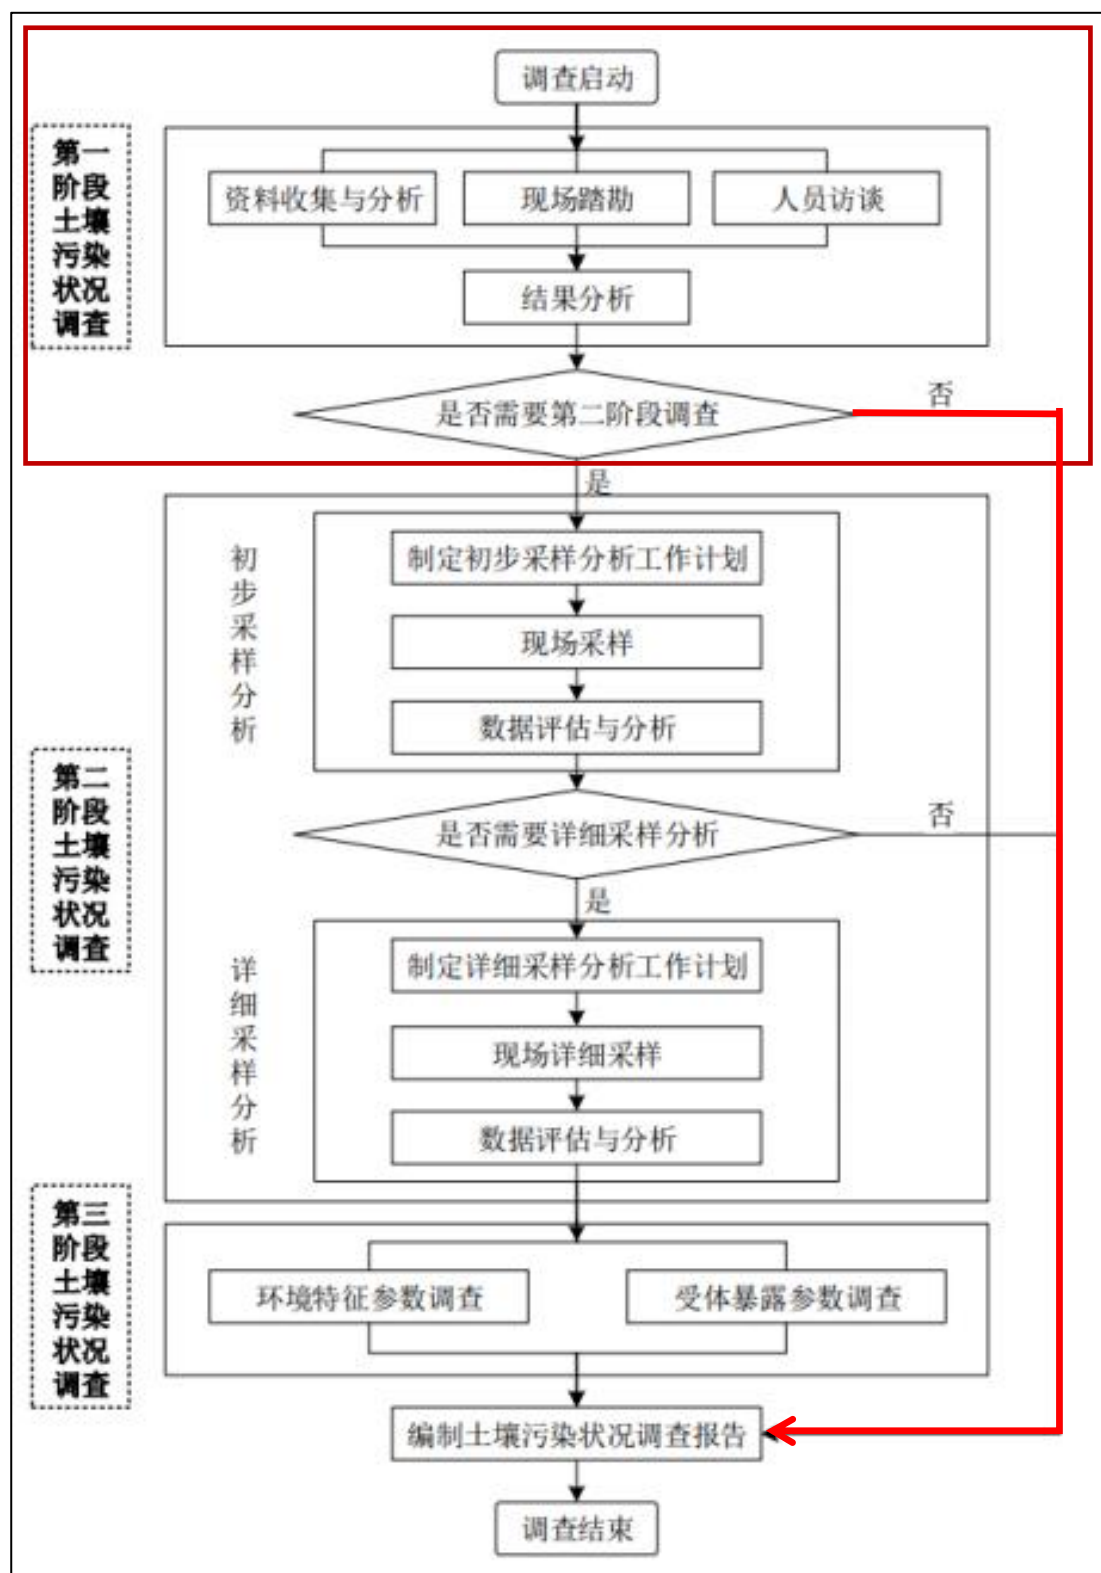 调查启动
第一
阶段
土壤
污染
状况
调查
资料收集与分析
现场踏勘
人员访谈
结果分析
是否需要第二阶段调查
否
是
初
步
采
样
分
析
制定初步采样分析工作计划
现场采样
数据评估与分析
第二
阶段
土壤
污染
状况
调查
是否需要详细采样分析
否
是
详
细
采
样
分
析
制定详细采样分析工作计划
现场详细采样
数据评估与分析
第三
阶段
土壤
污染
状况
调查
环境特征参数调查
受体暴露参数调查
编制土壤污染状况调查报告
调查结束